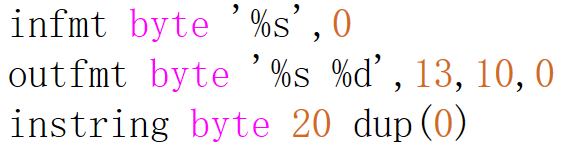 infmt byte '%s',0
outfmt byte '%s %d',13,10,0
instring byte 20 dup(0)